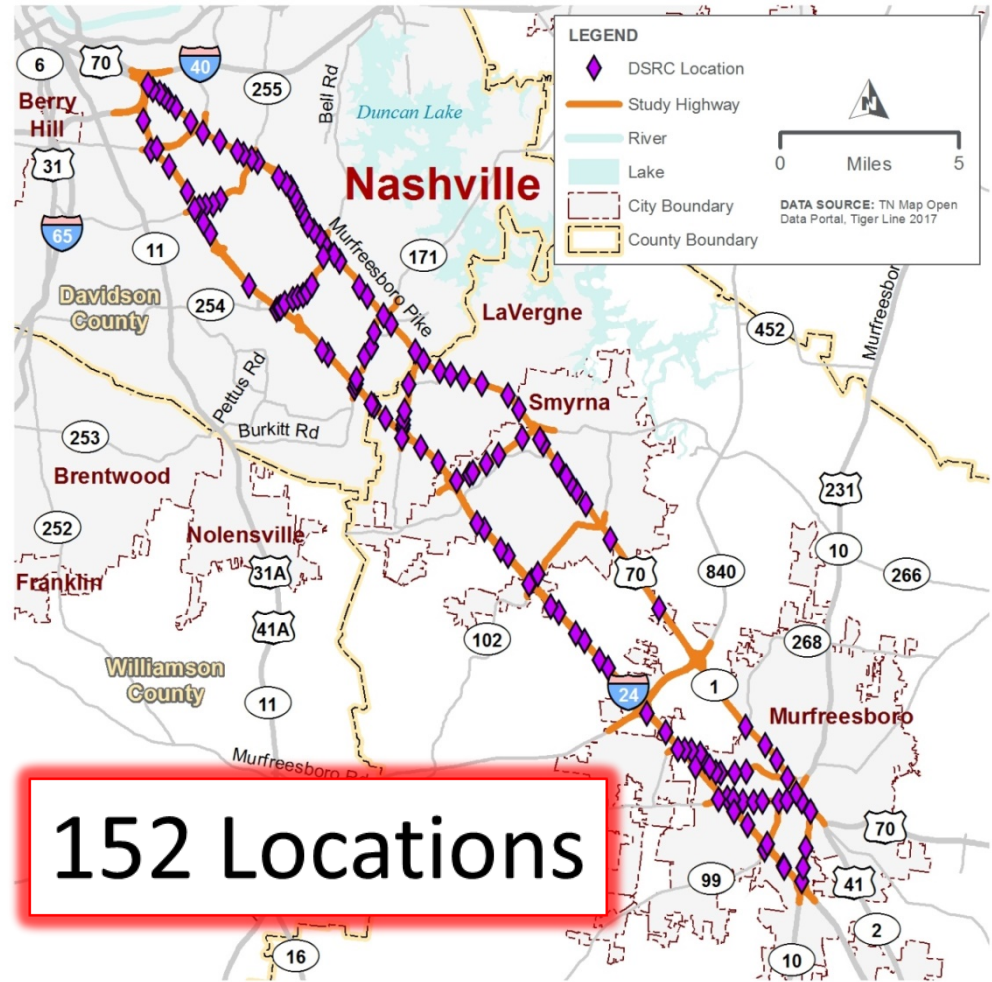 LEGEND
DSRC Location
Study Highway
River
Lake
City Boundary
County Boundary
N
0
5
Miles
DATA SOURCE: TN Map Open
Data Portal, Tiger Line 2017
6
70
40
255
Bell Rd
Duncan Lake
Berry
Hill
31
Nashville
65
11
Murfreesboro Pike
171
Davidson
County
254
LaVergne
452
Murfreesbor
Pettus Rd
Smyrna
253
Burkitt Rd
Brentwood
231
252
Nolensville
10
Franklin
31A
70
840
266
41A
102
268
Williamson
County
24
1
11
Murfreesboro
Murfreesboro Rd
152 Locations
70
99
41
2
16
10